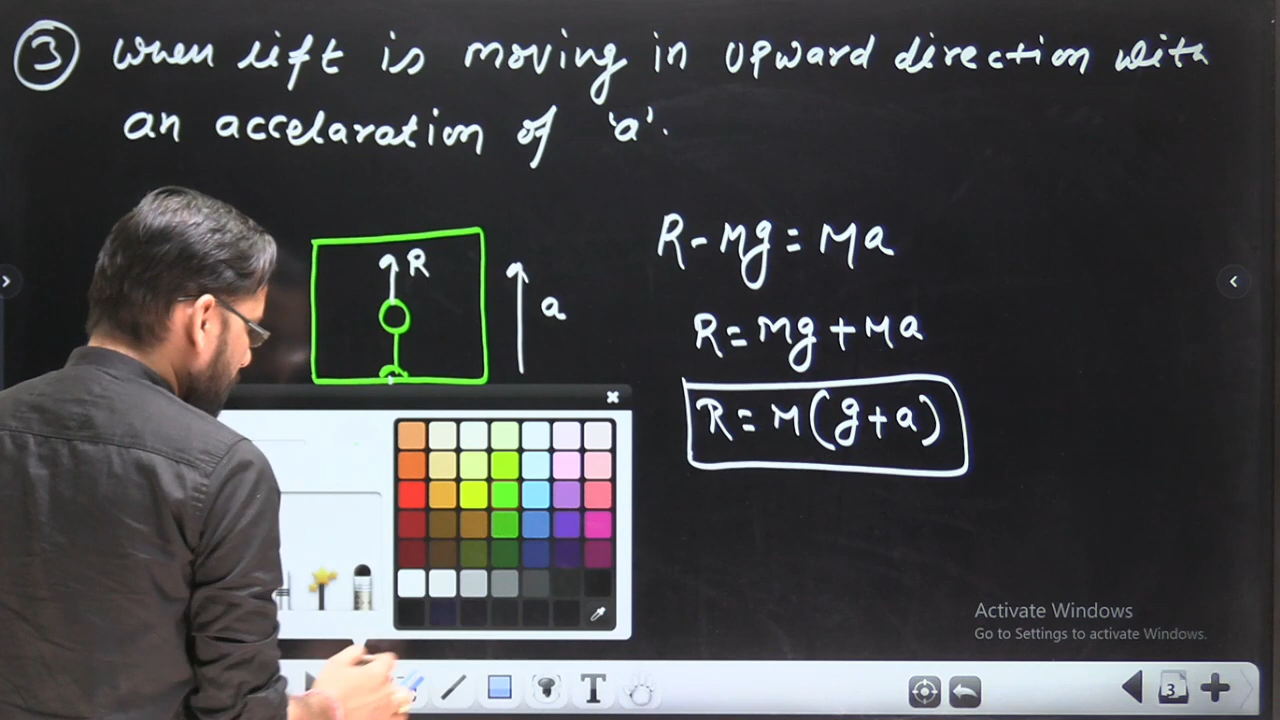 3 when lift is moving in upward direction with
an accelaration of 'a'.
R
a
R-Mg=Ma
R=Mg+Ma
R=M(g+a)
Activate Windows
Go to Settings to activate Windows.
T
3